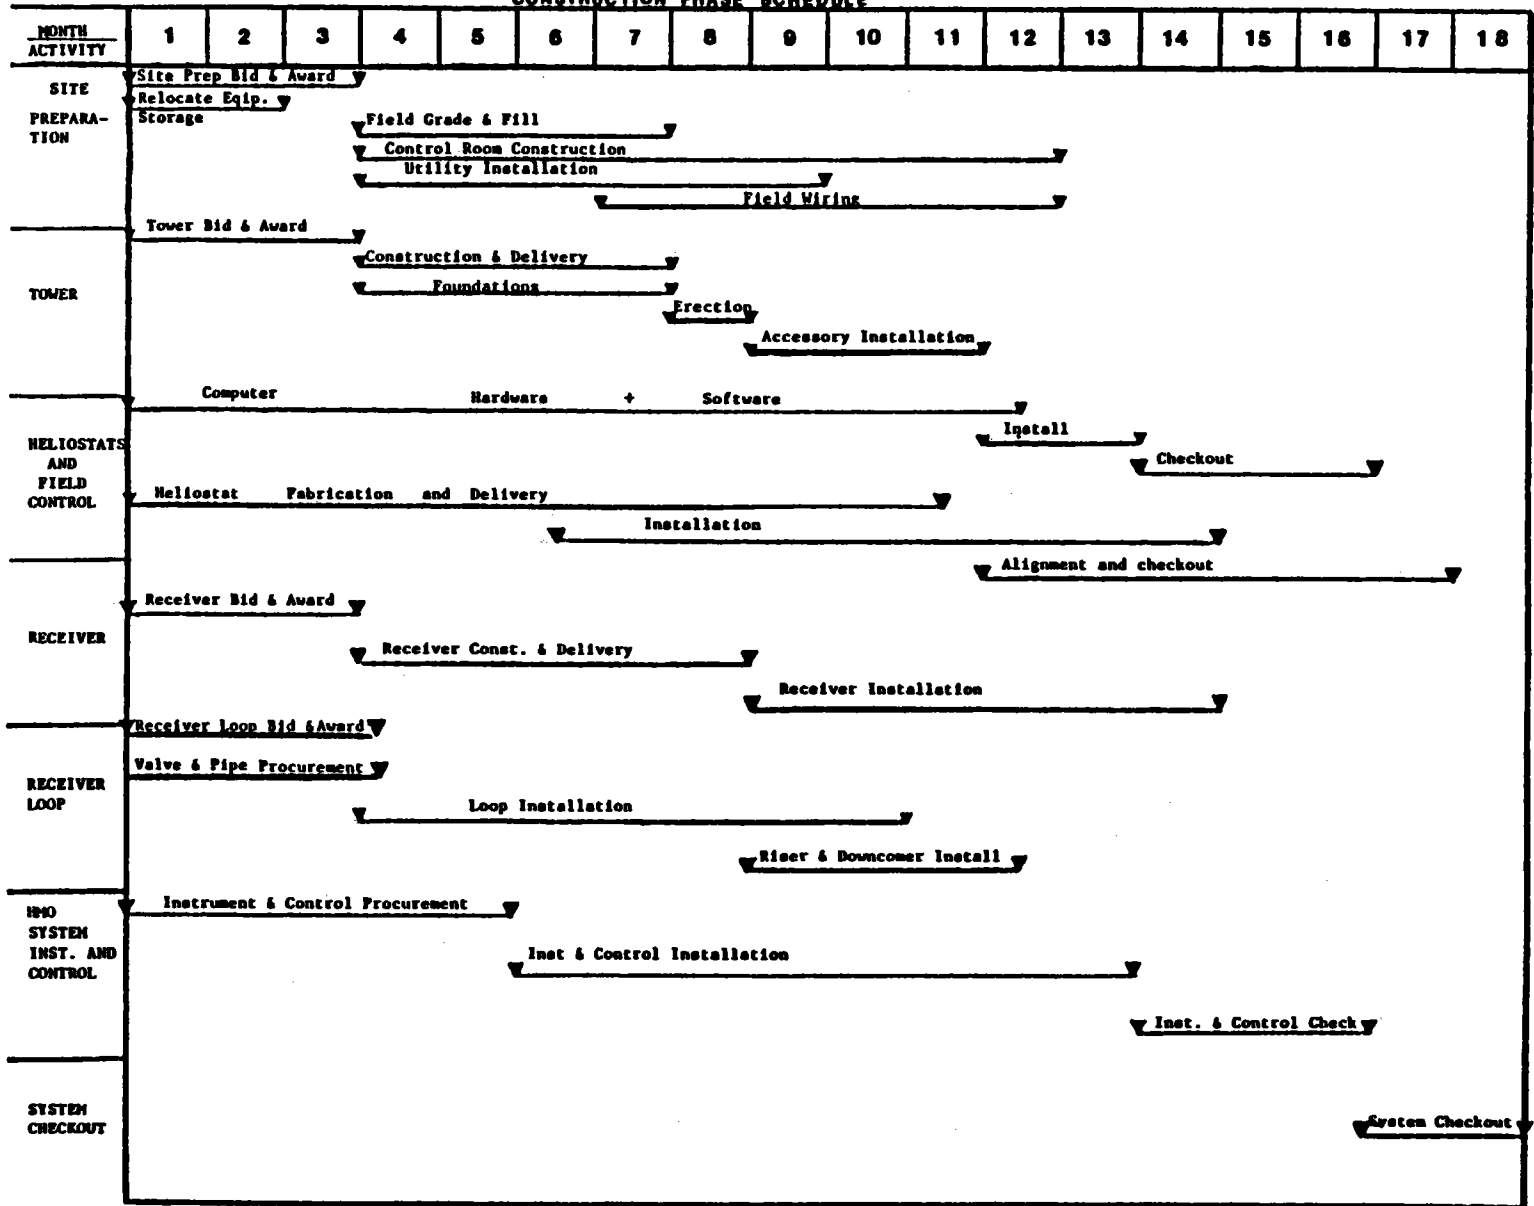 CONSTRUCTION PHASE SCHEDULE
MONTH 1 2 3 4 5 6 7 8 9 10 11 12 13 14 15 16 17 18
ACTIVITY
SITE
PREPARA-
TION
Site Prep Bid & Award
Relocate Eqip.
Storage
Field Grade & Fill
Control Room Construction
Utility Installation
Field Wiring
TOWER
Tower Bid & Award
Construction & Delivery
Foundations
Erection
Accessory Installation
HELIOSTATS
AND
FIELD
CONTROL
Computer Hardware + Software
Install
Checkout
Heliostat Fabrication and Delivery
Installation
Alignment and checkout
RECEIVER
Receiver Bid & Award
Receiver Const. & Delivery
Receiver Installation
RECEIVER
LOOP
Receiver Loop Bid &Award
Valve & Pipe Procurement
Loop Installation
Riser & Downcomer Install
HMO
SYSTEM
INST. AND
CONTROL
Instrument & Control Procurement
Inst & Control Installation
Inst. & Control Check
SYSTEM
CHECKOUT
System Checkout